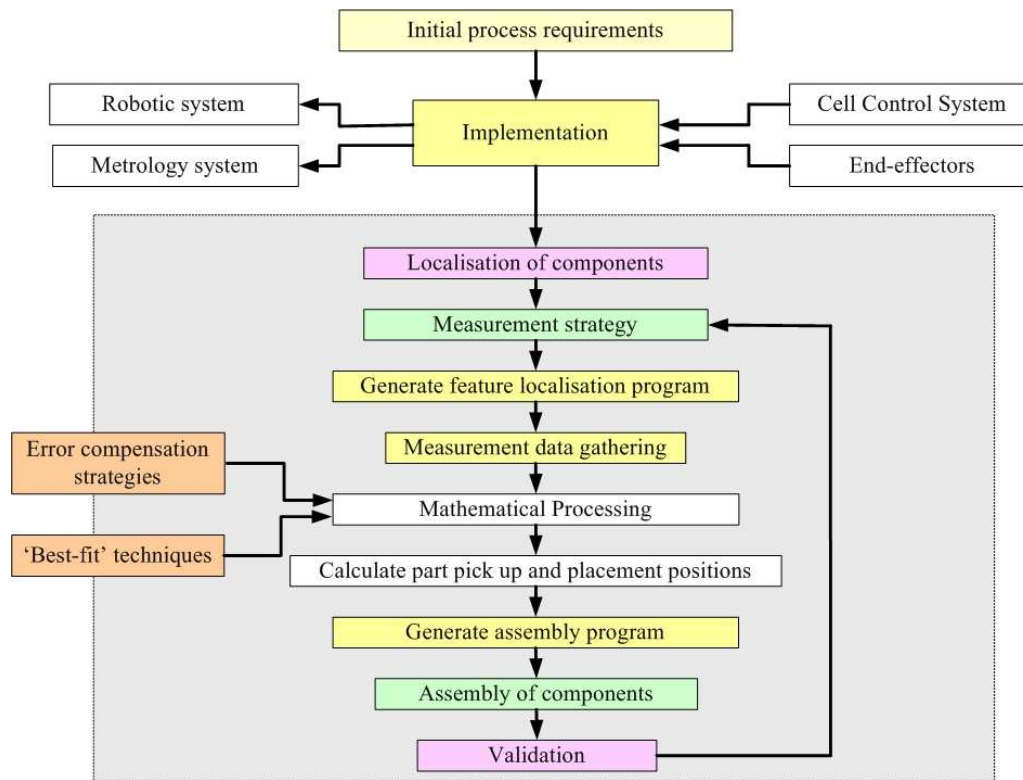 Initial process requirements
Robotic system
Cell Control System
Implementation
Metrology system
End-effectors
Localisation of components
Measurement strategy
Generate feature localisation program
Error compensation
strategies
Measurement data gathering
Mathematical Processing
‘Best-fit’ techniques
Calculate part pick up and placement positions
Generate assembly program
Assembly of components
Validation